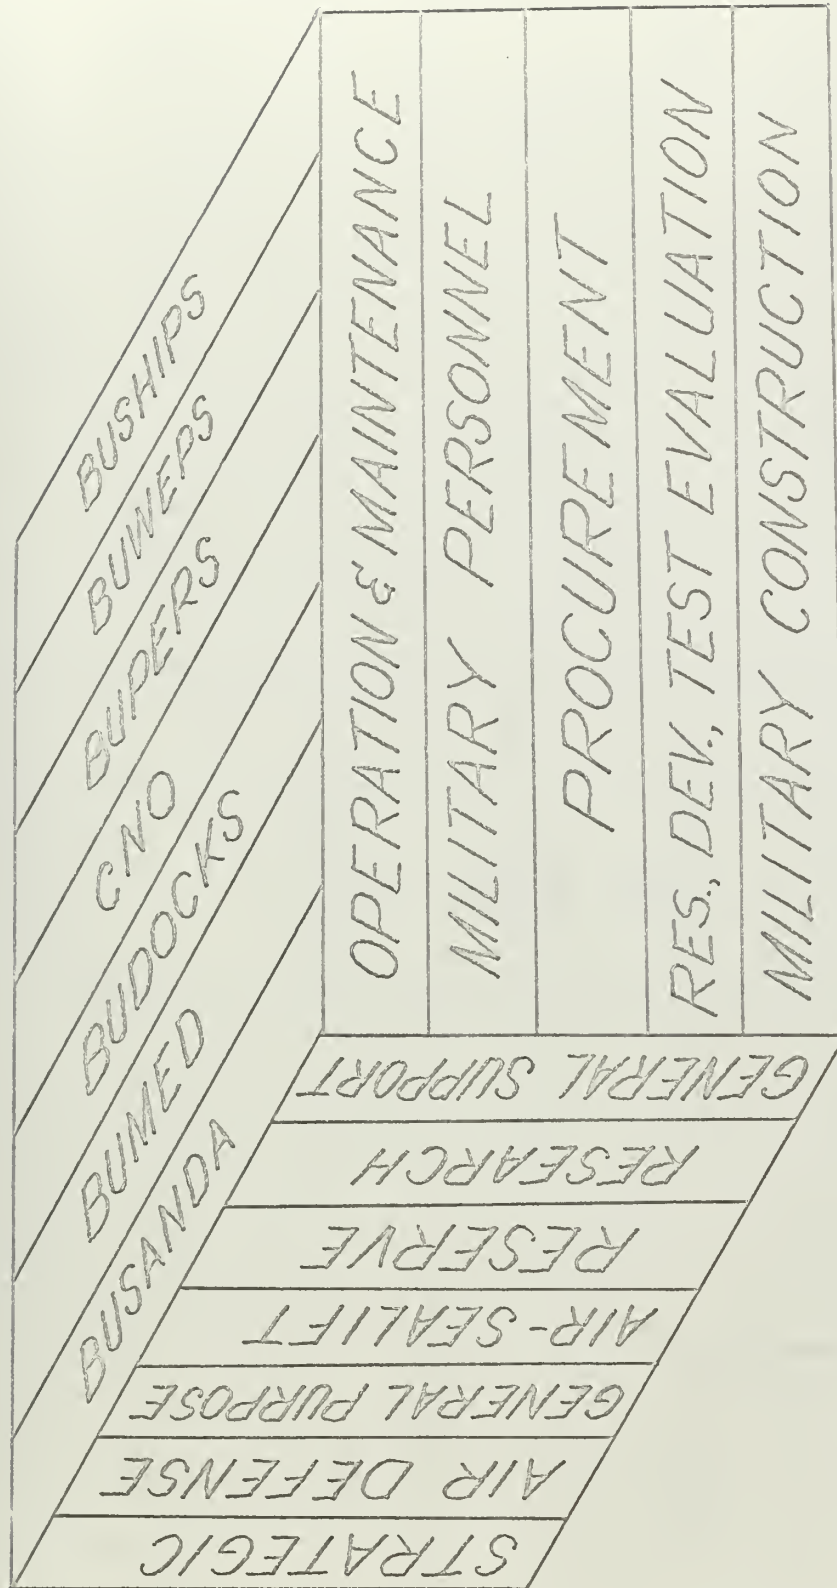 BUSHIPS
BUWEPS
BUPERS
CNO
BUDOCKS
BUMED
BUSANDA
OPERATION & MAINTENANCE
MILITARY PERSONNEL
PROCUREMENT
RES., DEV., TEST EVALUATION
MILITARY CONSTRUCTION
STRATEGIC
AIR DEFENSE
GENERAL PURPOSE
AIR-SEALIFT
RESERVE
RESEARCH
GENERAL SUPPORT